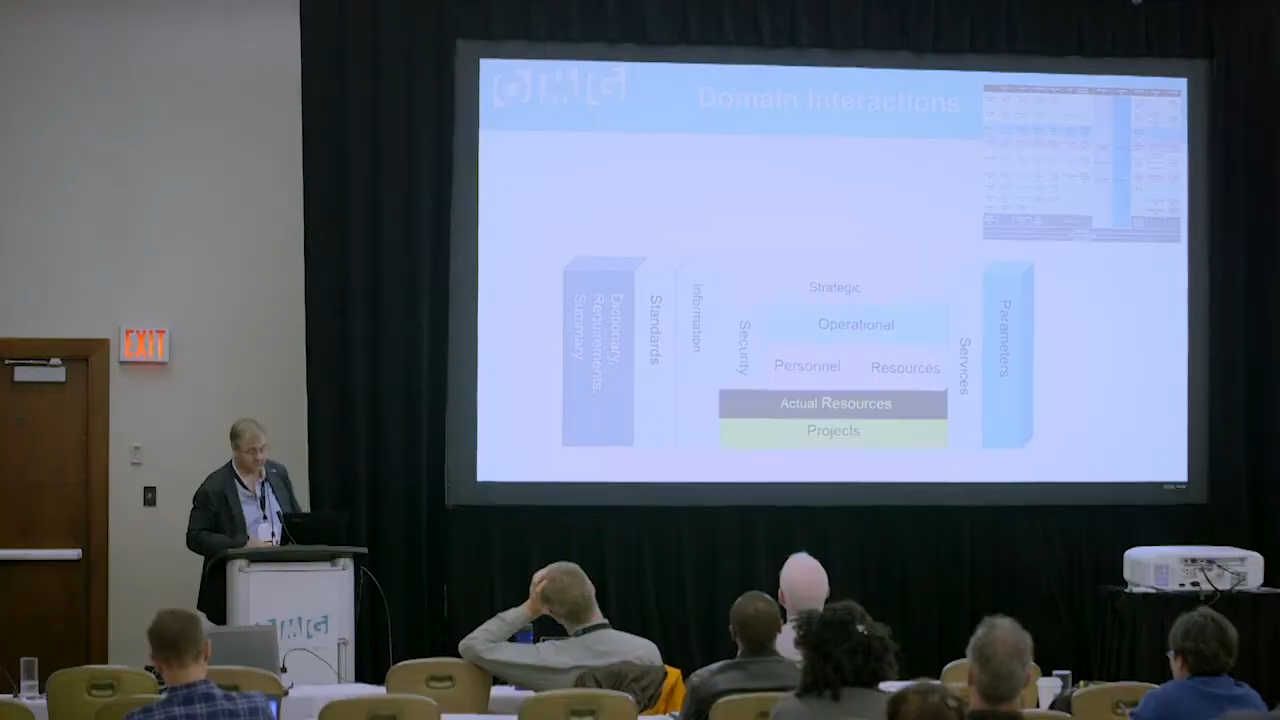 OMG
Domain Interactions
Dictionary,
Requirements,
Summary
Standards
Information
Security
Strategic
Operational
Personnel
Resources
Actual Resources
Projects
Services
Parameters
EXIT
OMG